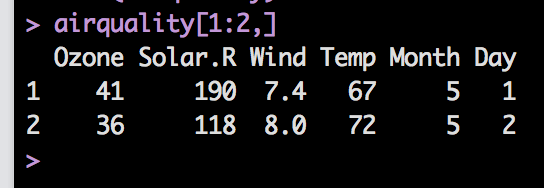 > airquality[1:2,]
  Ozone Solar.R Wind Temp Month Day
1    41     190  7.4   67     5   1
2    36     118  8.0   72     5   2
>